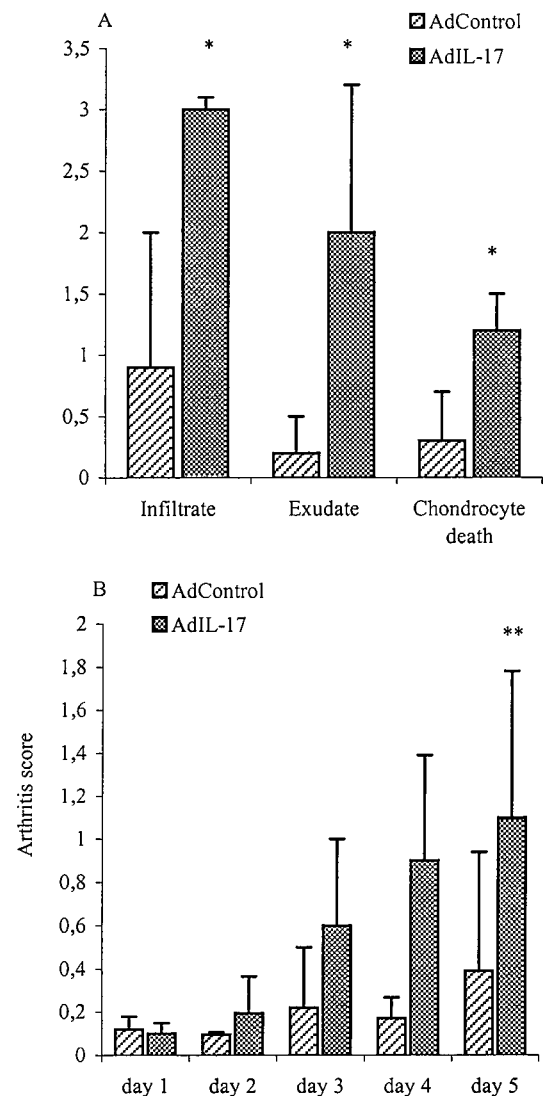 A
AdControl
AdIL-17
3,5
3
2,5
2
1,5
1
0,5
0
*
*
*
Infiltrate
Exudate
Chondrocyte
death
B
AdControl
AdIL-17
Arthritis score
2
1,8
1,6
1,4
1,2
1
0,8
0,6
0,4
0,2
0
**
day 1
day 2
day 3
day 4
day 5